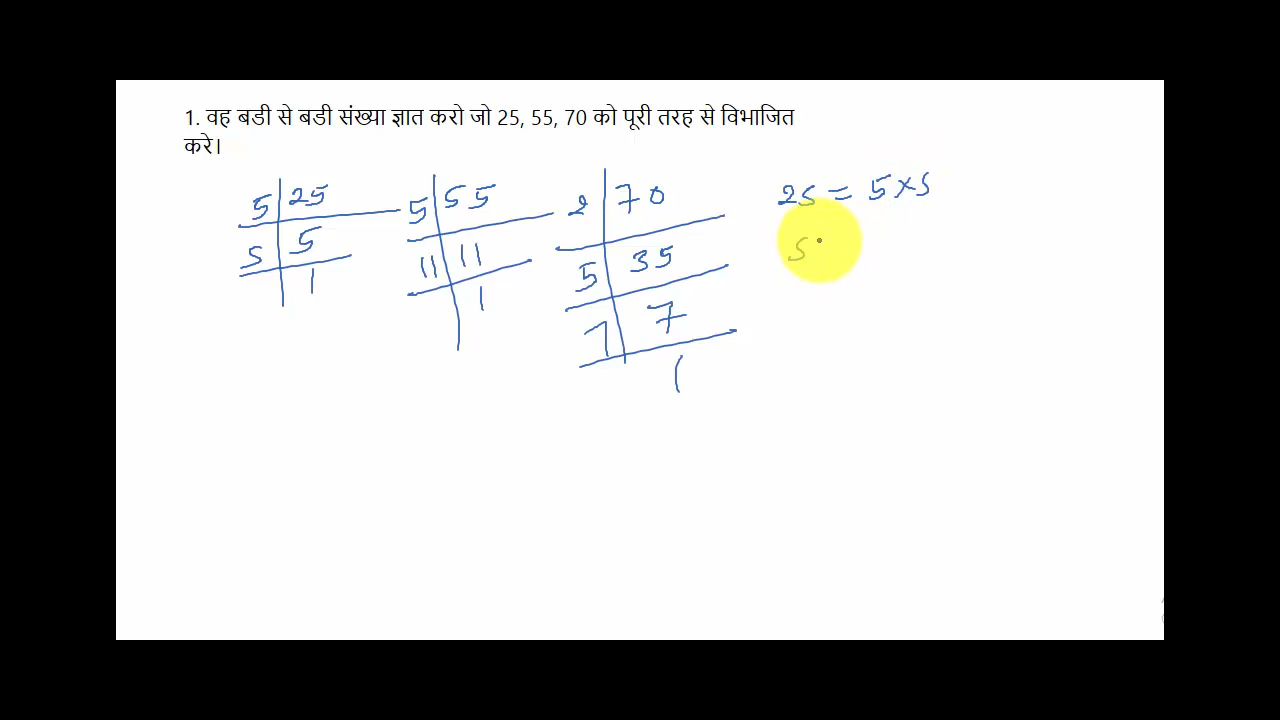 1. वह बडी से बडी संख्या ज्ञात करो जो 25, 55, 70 को पूरी तरह से विभाजित
करे।
5 | 25
5 | 5
1
5 | 55
11 | 11
1
2 | 70
5 | 35
7 | 7
1
25 = 5 × 5
5